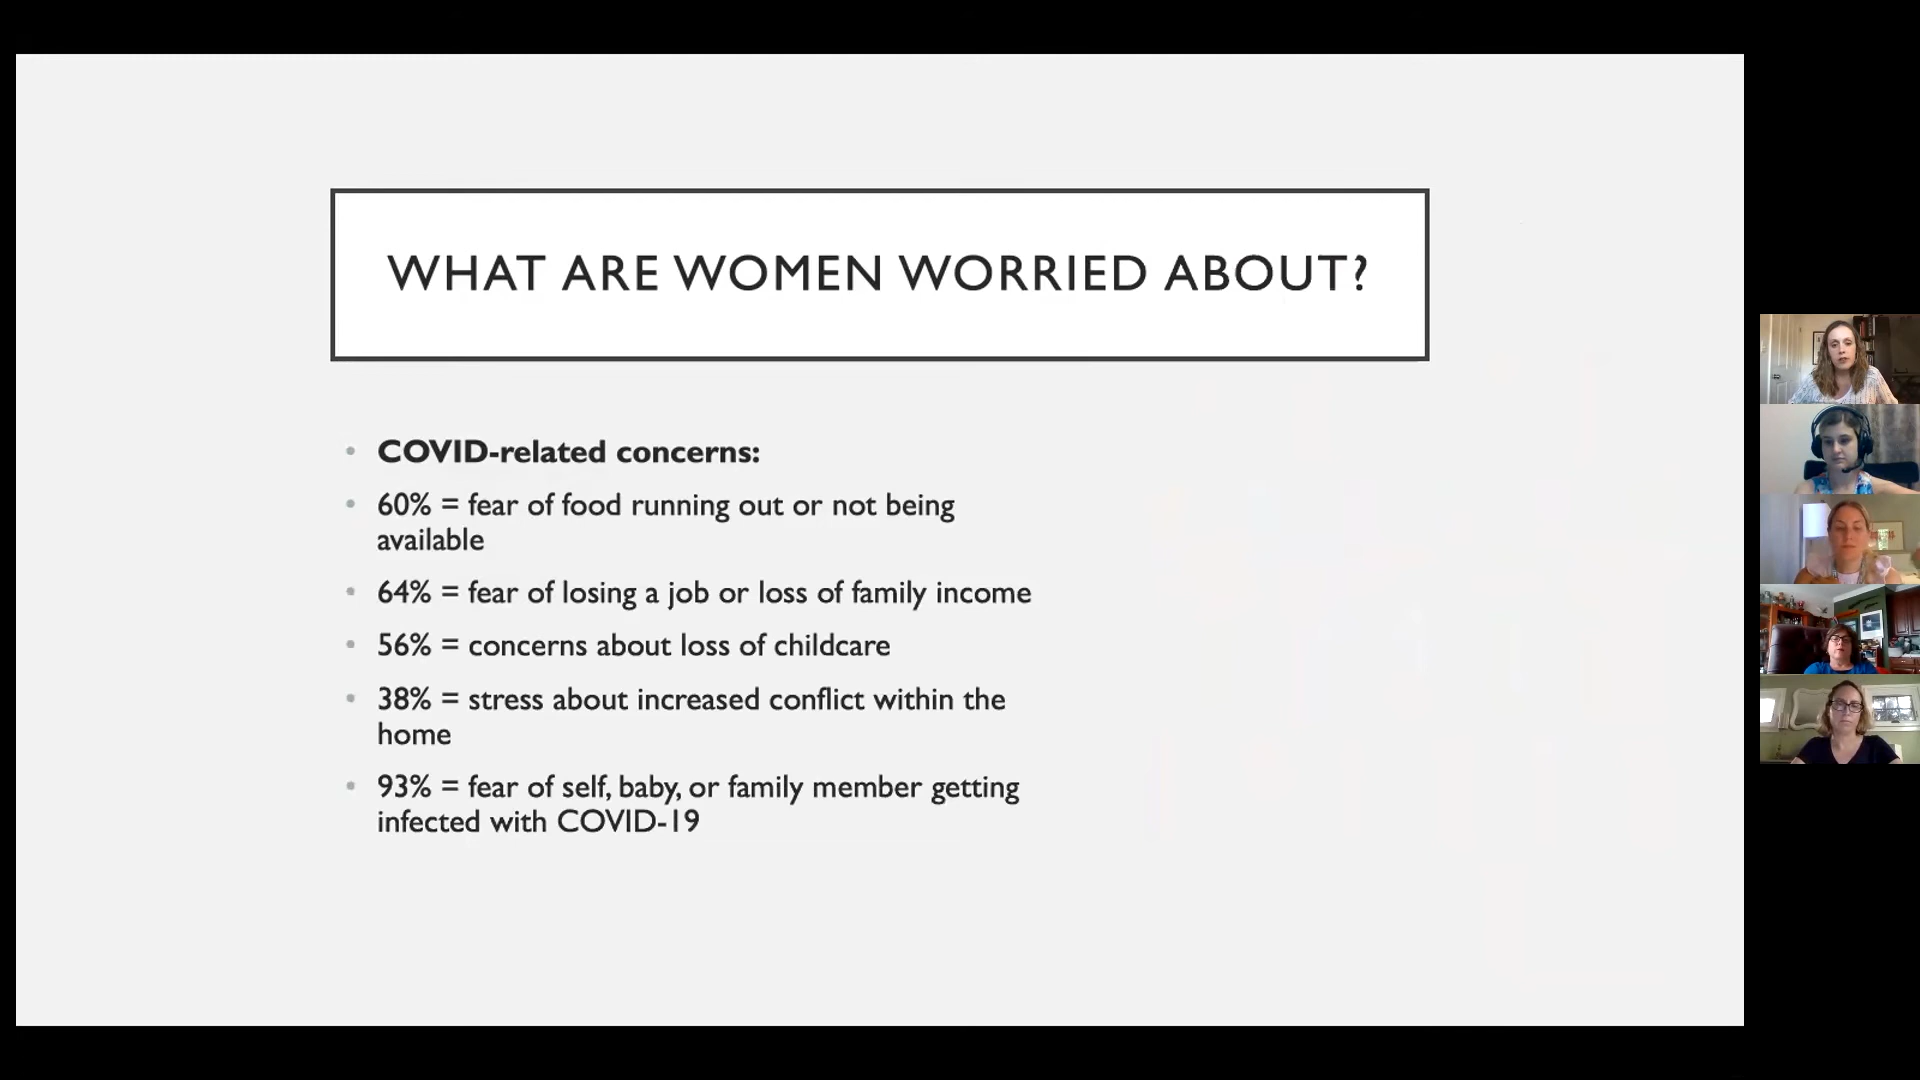 WHAT ARE WOMEN WORRIED ABOUT?
• COVID-related concerns:
• 60% = fear of food running out or not being
available
• 64% = fear of losing a job or loss of family income
• 56% = concerns about loss of childcare
• 38% = stress about increased conflict within the
home
• 93% = fear of self, baby, or family member getting
infected with COVID-19